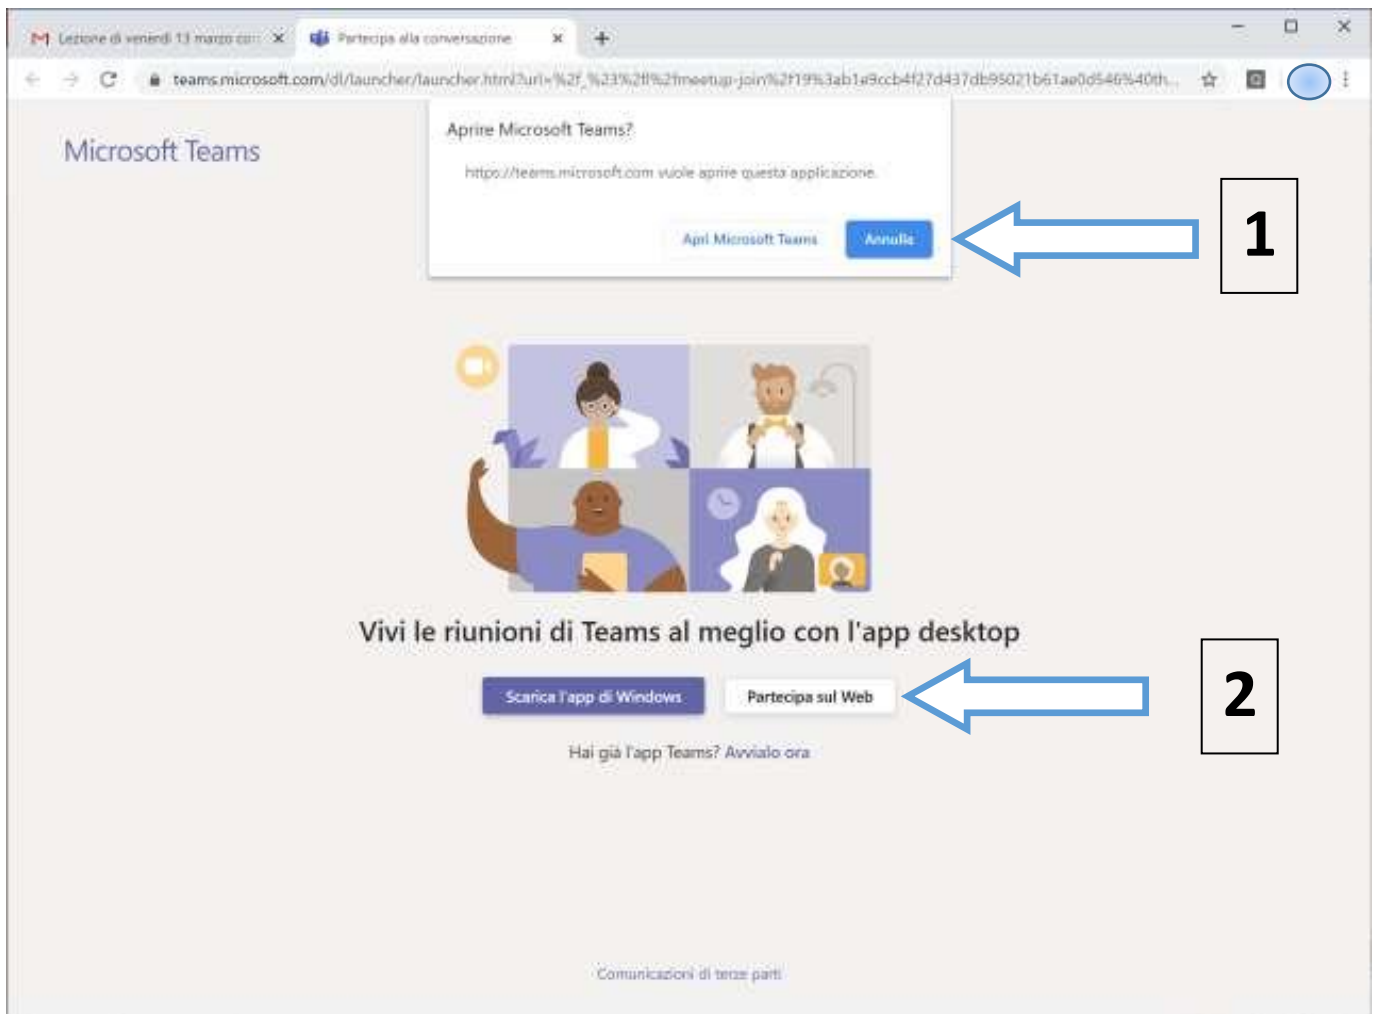 Lezione di venerdì 13 marzo con
Partecipa alla conversazione
teams.microsoft.com/dl/launcher/launcher.html?url=%2f_%23%2fl%2fmeetup-join%2f19%3ab1a9ccb4f27d437db95021b61ae0d546%40th...
Aprire Microsoft Teams?
Microsoft Teams
https://teams.microsoft.com vuole aprire questa applicazione.
1
Apri Microsoft Teams Annulla
Vivi le riunioni di Teams al meglio con l'app desktop
Scarica l'app di Windows Partecipa sul Web
2
Hai già l'app Teams? Avvialo ora
Comunicazioni di terze parti